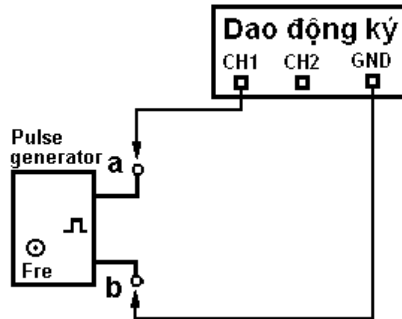 Dao động ký
CH1 CH2 GND
Pulse
generator
a
Fre
b